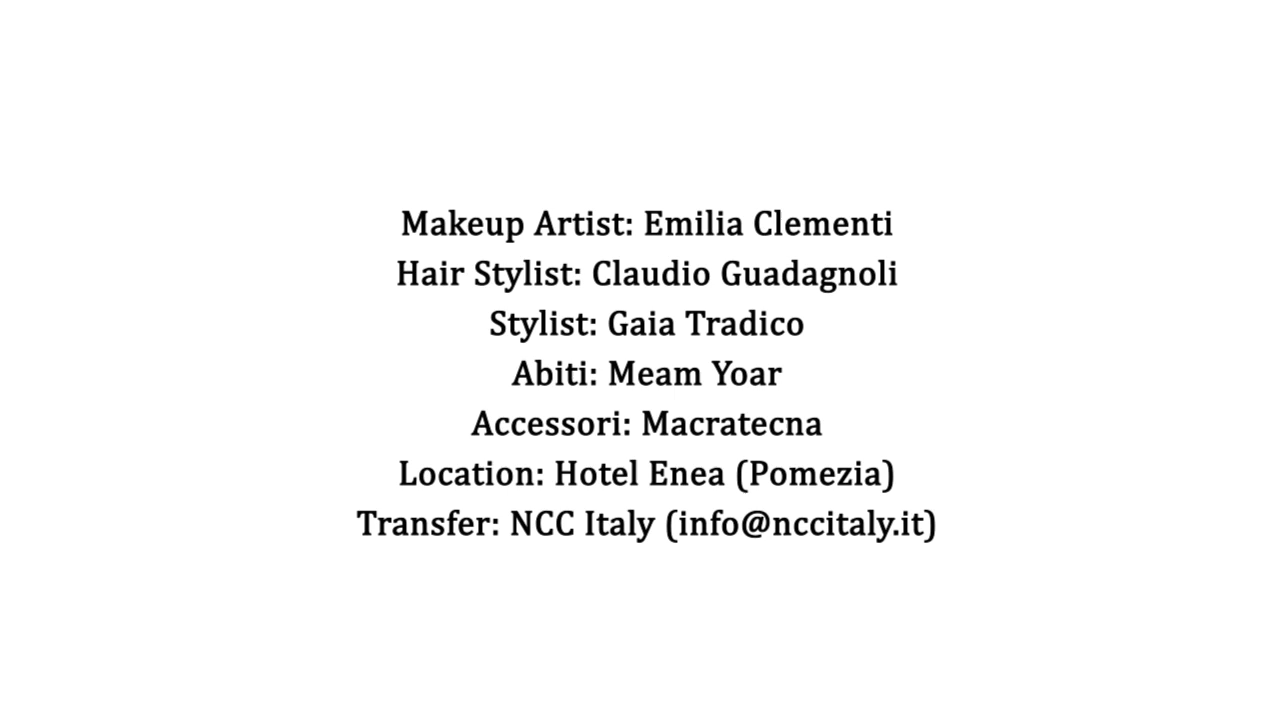 Makeup Artist: Emilia Clementi
Hair Stylist: Claudio Guadagnoli
Stylist: Gaia Tradico
Abiti: Meam Yoar
Accessori: Macratecna
Location: Hotel Enea (Pomezia)
Transfer: NCC Italy (info@nccitaly.it)